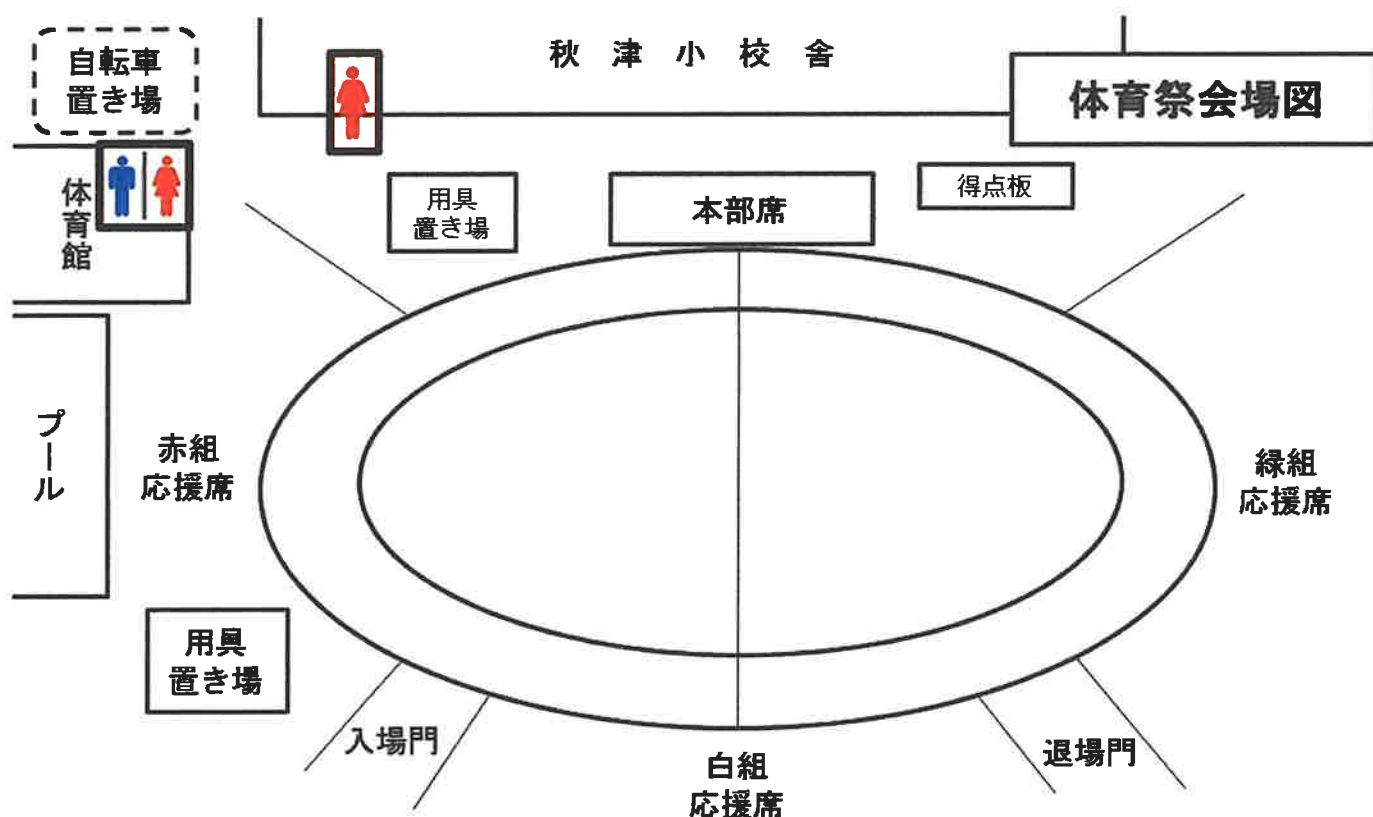 自転車
置き場
秋津小校舎
体育祭会場図
体育館
用具
置き場
本部席
得点板
プール
赤組
応援席
緑組
応援席
用具
置き場
入場門
白組
応援席
退場門